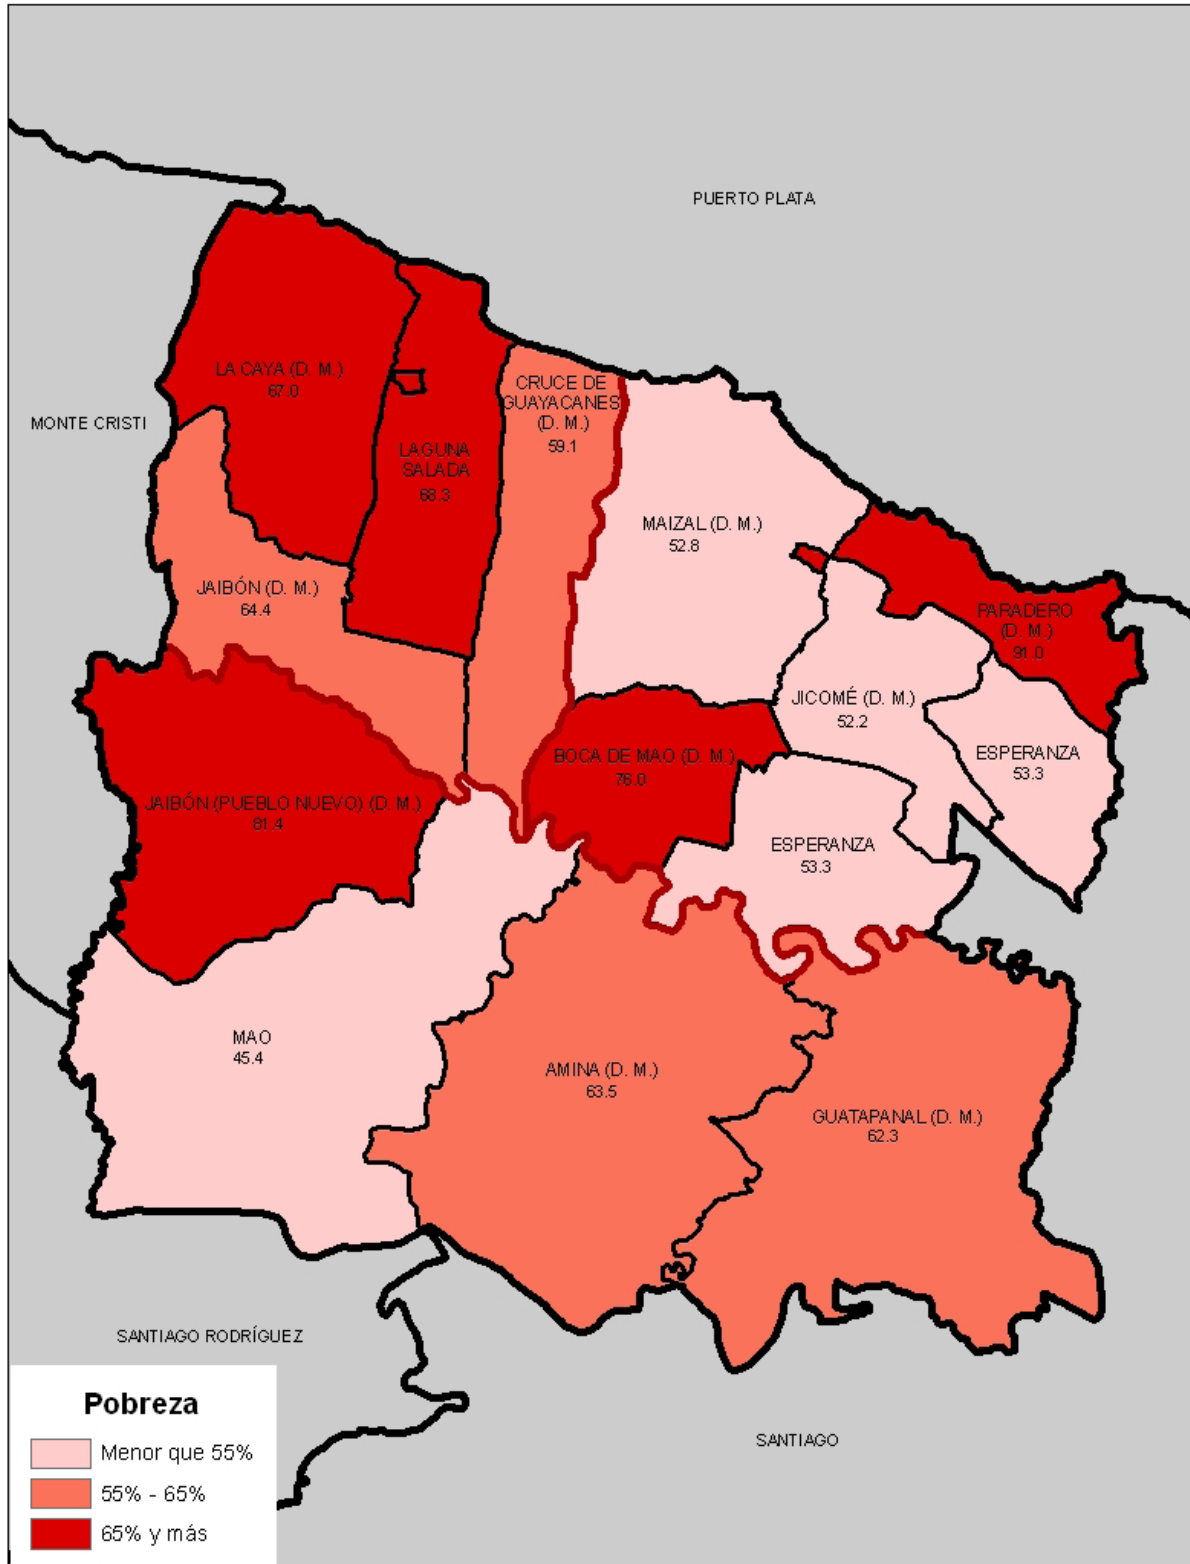 PUERTO PLATA
LA CAYA (D. M.)
67.0
CRUCE DE
GUAYACANES
(D. M.)
59.1
MONTE CRISTI
LAGUNA
SALADA
68.3
MAIZAL (D. M.)
52.8
JAIBÓN (D. M.)
64.4
PARADERO
(D. M.)
91.0
JICOMÉ (D. M.)
52.2
ESPERANZA
53.3
BOCA DE MAO (D. M.)
76.0
JAIBÓN (PUEBLO NUEVO) (D. M.)
81.4
ESPERANZA
53.3
MAO
45.4
AMINA (D. M.)
63.5
GUATAPANAL (D. M.)
62.3
SANTIAGO RODRÍGUEZ
SANTIAGO
Pobreza
Menor que 55%
55% - 65%
65% y más